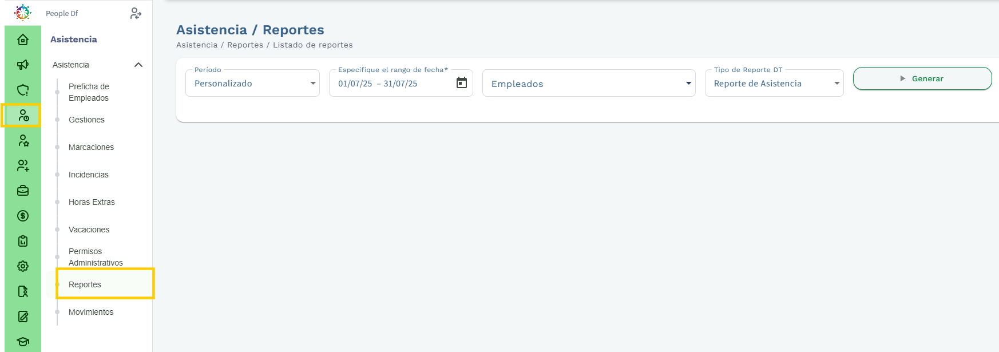 People Df
Asistencia
Asistencia
Preficha de
Empleados
Gestiones
Marcaciones
Incidencias
Horas Extras
Vacaciones
Permisos
Administrativos
Reportes
Movimientos
Asistencia / Reportes
Asistencia / Reportes / Listado de reportes
Período
Personalizado
Especifique el rango de fecha*
01/07/25 – 31/07/25
Empleados
Tipo de Reporte DT
Reporte de Asistencia
Generar